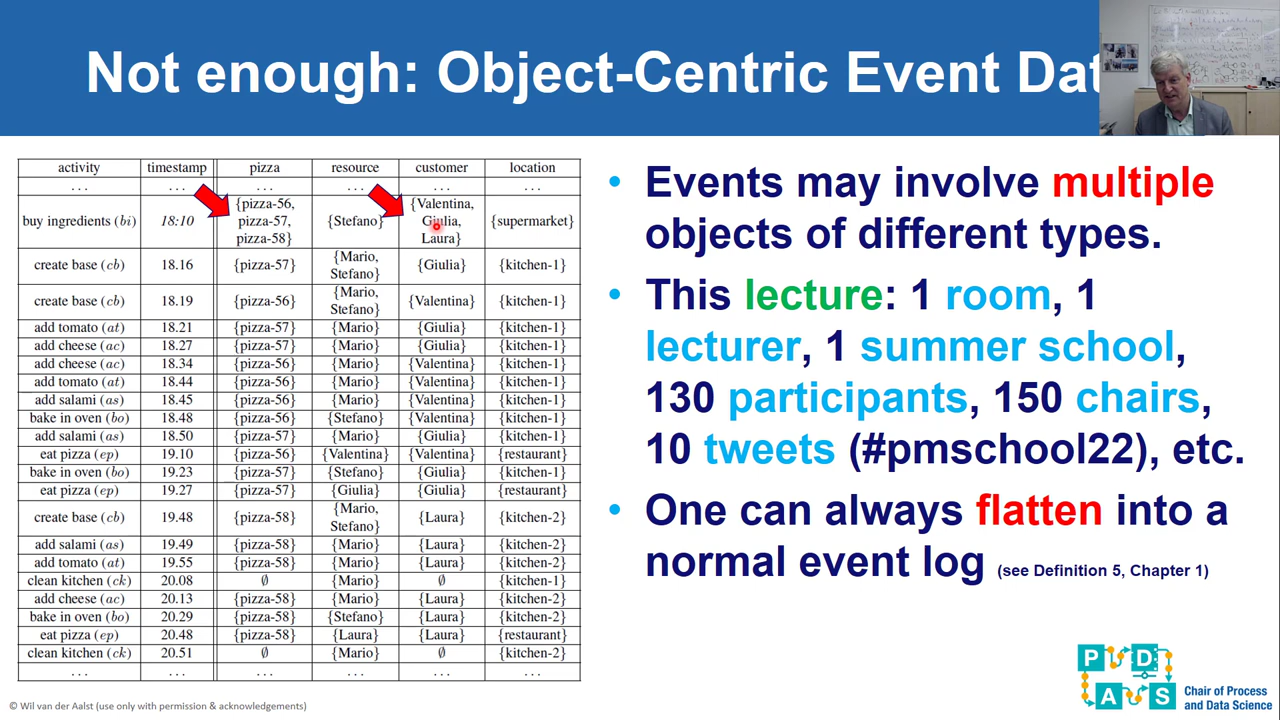 Not enough: Object-Centric Event Dat
activity timestamp pizza resource customer location
... ... ... ... ... ...
buy ingredients (bi) 18:10 {pizza-56, pizza-57, pizza-58} {Stefano} {Valentina, Giulia, Laura} {supermarket}
create base (cb) 18.16 {pizza-57} {Mario, Stefano} {Giulia} {kitchen-1}
create base (cb) 18.19 {pizza-56} {Mario, Stefano} {Valentina} {kitchen-1}
add tomato (at) 18.21 {pizza-57} {Mario} {Giulia} {kitchen-1}
add cheese (ac) 18.27 {pizza-57} {Mario} {Giulia} {kitchen-1}
add cheese (ac) 18.34 {pizza-56} {Mario} {Valentina} {kitchen-1}
add tomato (at) 18.44 {pizza-56} {Mario} {Valentina} {kitchen-1}
add salami (as) 18.45 {pizza-56} {Mario} {Valentina} {kitchen-1}
bake in oven (bo) 18.48 {pizza-56} {Stefano} {Valentina} {kitchen-1}
add salami (as) 18.50 {pizza-57} {Mario} {Giulia} {kitchen-1}
eat pizza (ep) 19.10 {pizza-56} {Valentina} {Valentina} {restaurant}
bake in oven (bo) 19.23 {pizza-57} {Stefano} {Giulia} {kitchen-1}
eat pizza (ep) 19.27 {pizza-57} {Giulia} {Giulia} {restaurant}
create base (cb) 19.48 {pizza-58} {Mario, Stefano} {Laura} {kitchen-2}
add salami (as) 19.49 {pizza-58} {Mario} {Laura} {kitchen-2}
add tomato (at) 19.55 {pizza-58} {Mario} {Laura} {kitchen-2}
clean kitchen (ck) 20.08 ∅ {Mario} ∅ {kitchen-1}
add cheese (ac) 20.13 {pizza-58} {Mario} {Laura} {kitchen-2}
bake in oven (bo) 20.29 {pizza-58} {Stefano} {Laura} {kitchen-2}
eat pizza (ep) 20.48 {pizza-58} {Laura} {Laura} {restaurant}
clean kitchen (ck) 20.51 ∅ {Mario} ∅ {kitchen-2}
... ... ... ... ... ...
• Events may involve multiple
objects of different types.
• This lecture: 1 room, 1
lecturer, 1 summer school,
130 participants, 150 chairs,
10 tweets (#pmschool22), etc.
• One can always flatten into a
normal event log (see Definition 5, Chapter 1)
P D
A S
Chair of Process
and Data Science
© Wil van der Aalst (use only with permission & acknowledgements)